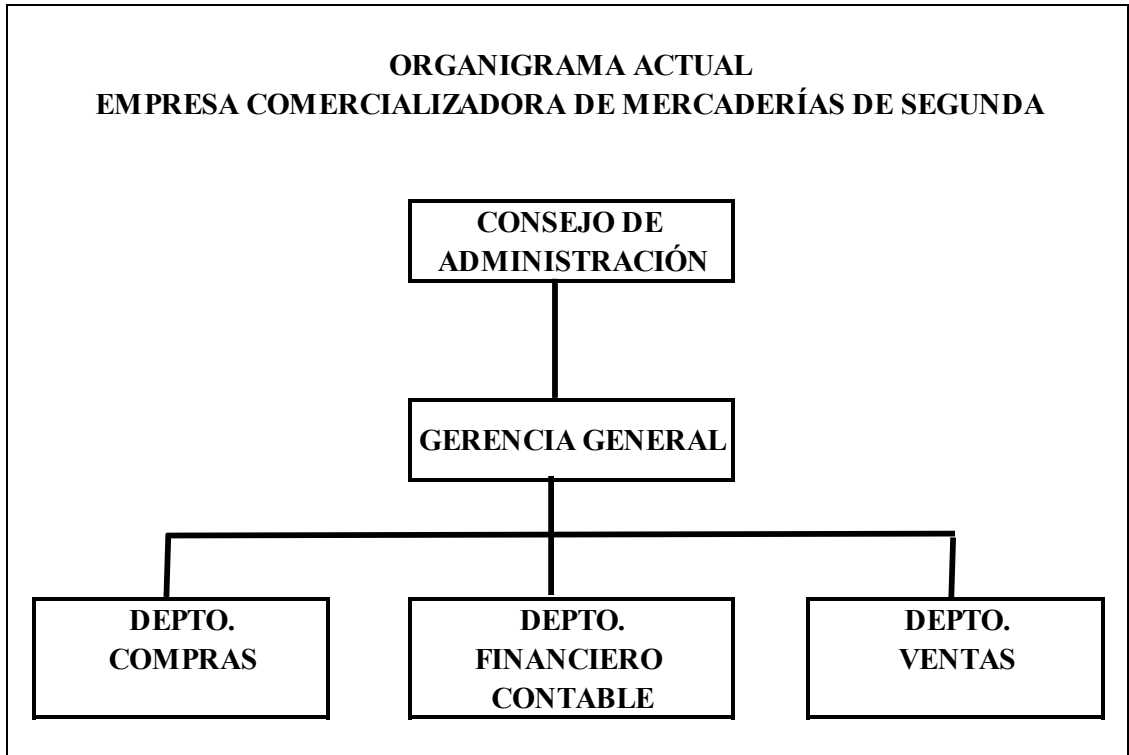 ORGANIGRAMA ACTUAL
EMPRESA COMERCIALIZADORA DE MERCADERÍAS DE SEGUNDA
CONSEJO DE
ADMINISTRACIÓN
GERENCIA GENERAL
DEPTO.
COMPRAS
DEPTO.
FINANCIERO
CONTABLE
DEPTO.
VENTAS